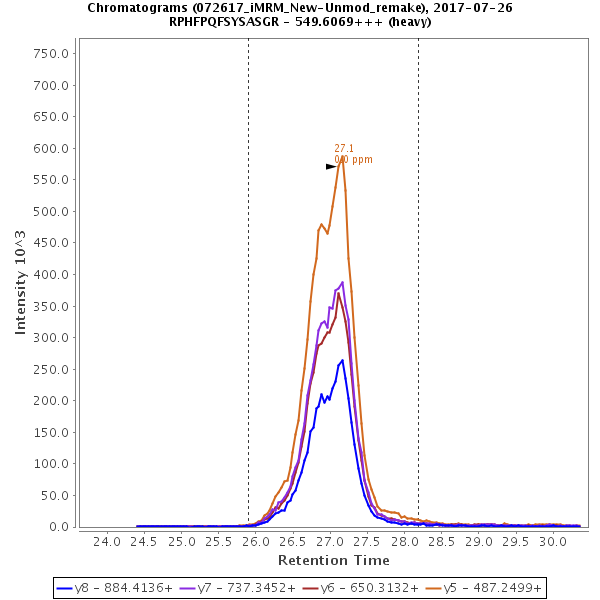 Chromatograms (072617_iMRM_New-Unmod_remake), 2017-07-26
RPHFPQFSYSASGR - 549.6069+++ (heavy)
750.0
700.0
650.0
600.0
550.0
500.0
450.0
400.0
350.0
300.0
250.0
200.0
150.0
100.0
50.0
0.0
Intensity 10^3
27.1
0.0 ppm
24.0 24.5 25.0 25.5 26.0 26.5 27.0 27.5 28.0 28.5 29.0 29.5 30.0
Retention Time
y8 - 884.4136+ y7 - 737.3452+ y6 - 650.3132+ y5 - 487.2499+